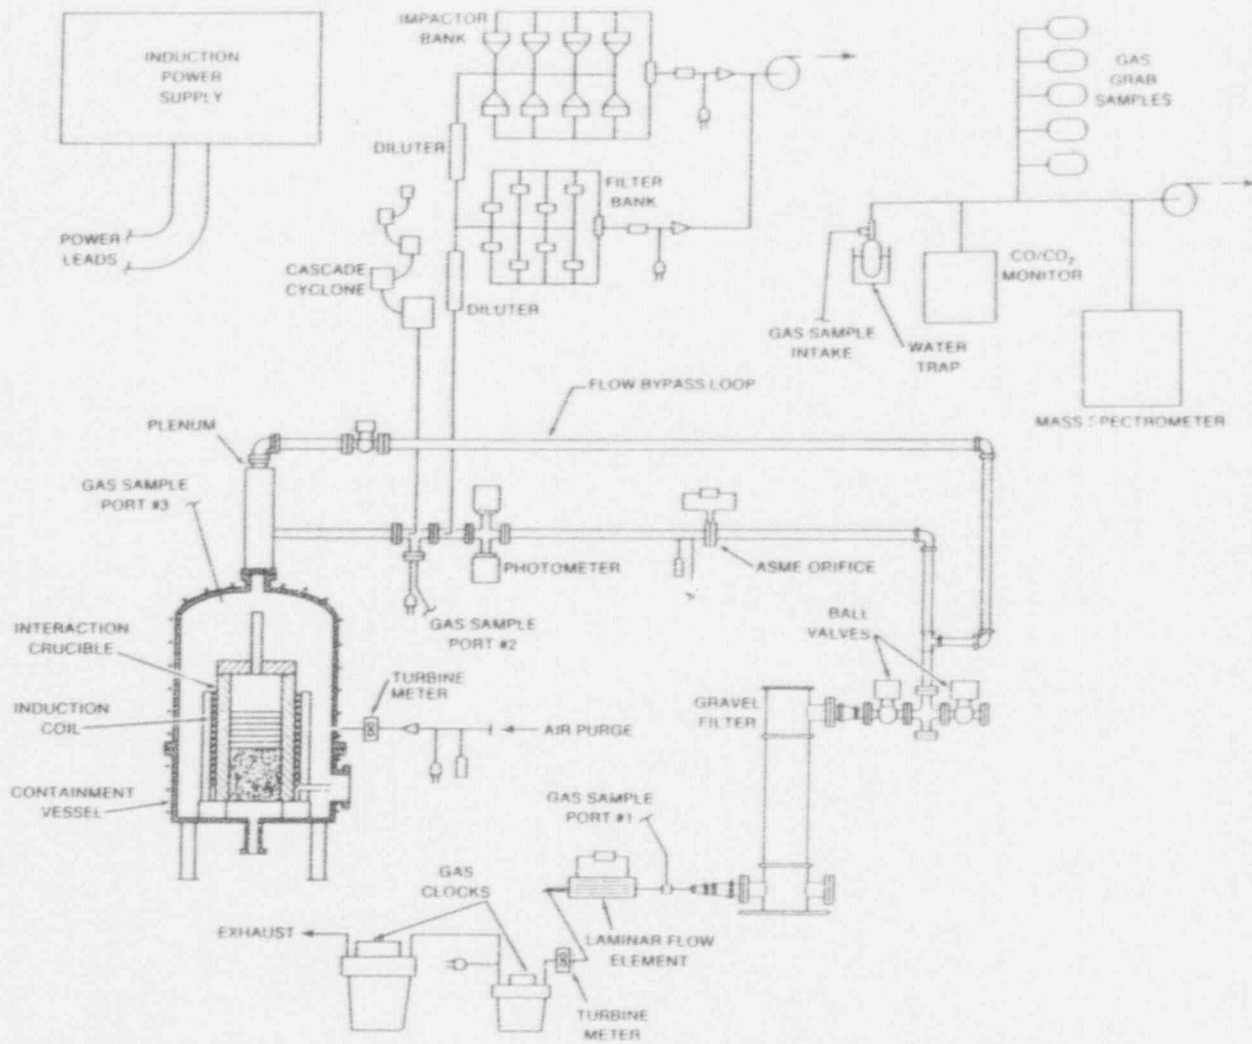 INDUCTION
POWER
SUPPLY
POWER
LEADS
IMPACTOR
BANK
DILUTER
FILTER
BANK
CASCADE
CYCLONE
DILUTER
GAS
GRAB
SAMPLES
CO/CO2
MONITOR
GAS SAMPLE
INTAKE
WATER
TRAP
MASS SPECTROMETER
FLOW BYPASS LOOP
PLENUM
GAS SAMPLE
PORT #3
PHOTOMETER
ASME ORIFICE
GAS SAMPLE
PORT #2
BALL
VALVES
INTERACTION
CRUCIBLE
INDUCTION
COIL
CONTAINMENT
VESSEL
TURBINE
METER
AIR PURGE
GRAVEL
FILTER
GAS SAMPLE
PORT #1
GAS
CLOCKS
EXHAUST
LAMINAR FLOW
ELEMENT
TURBINE
METER